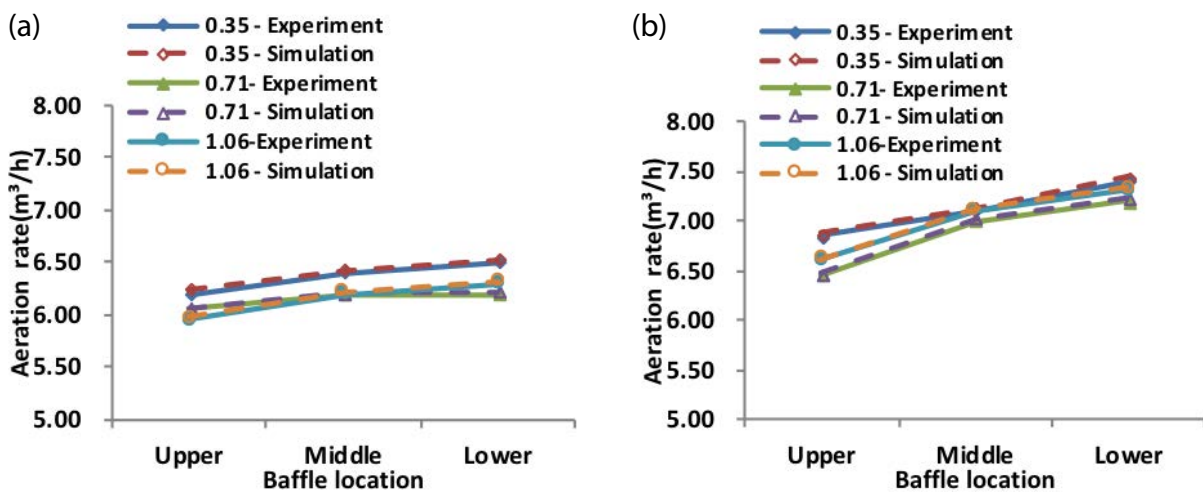 (a)
0.35 - Experiment
0.35 - Simulation
0.71- Experiment
0.71 - Simulation
1.06-Experiment
1.06 - Simulation
8.00
7.50
7.00
6.50
6.00
5.50
5.00
Aeration rate(m³/h)
Upper Middle Lower
Baffle location
(b)
0.35 - Experiment
0.35 - Simulation
0.71- Experiment
0.71 - Simulation
1.06-Experiment
1.06 - Simulation
8.00
7.50
7.00
6.50
6.00
5.50
5.00
Aeration rate(m³/h)
Upper Middle Lower
Baffle location